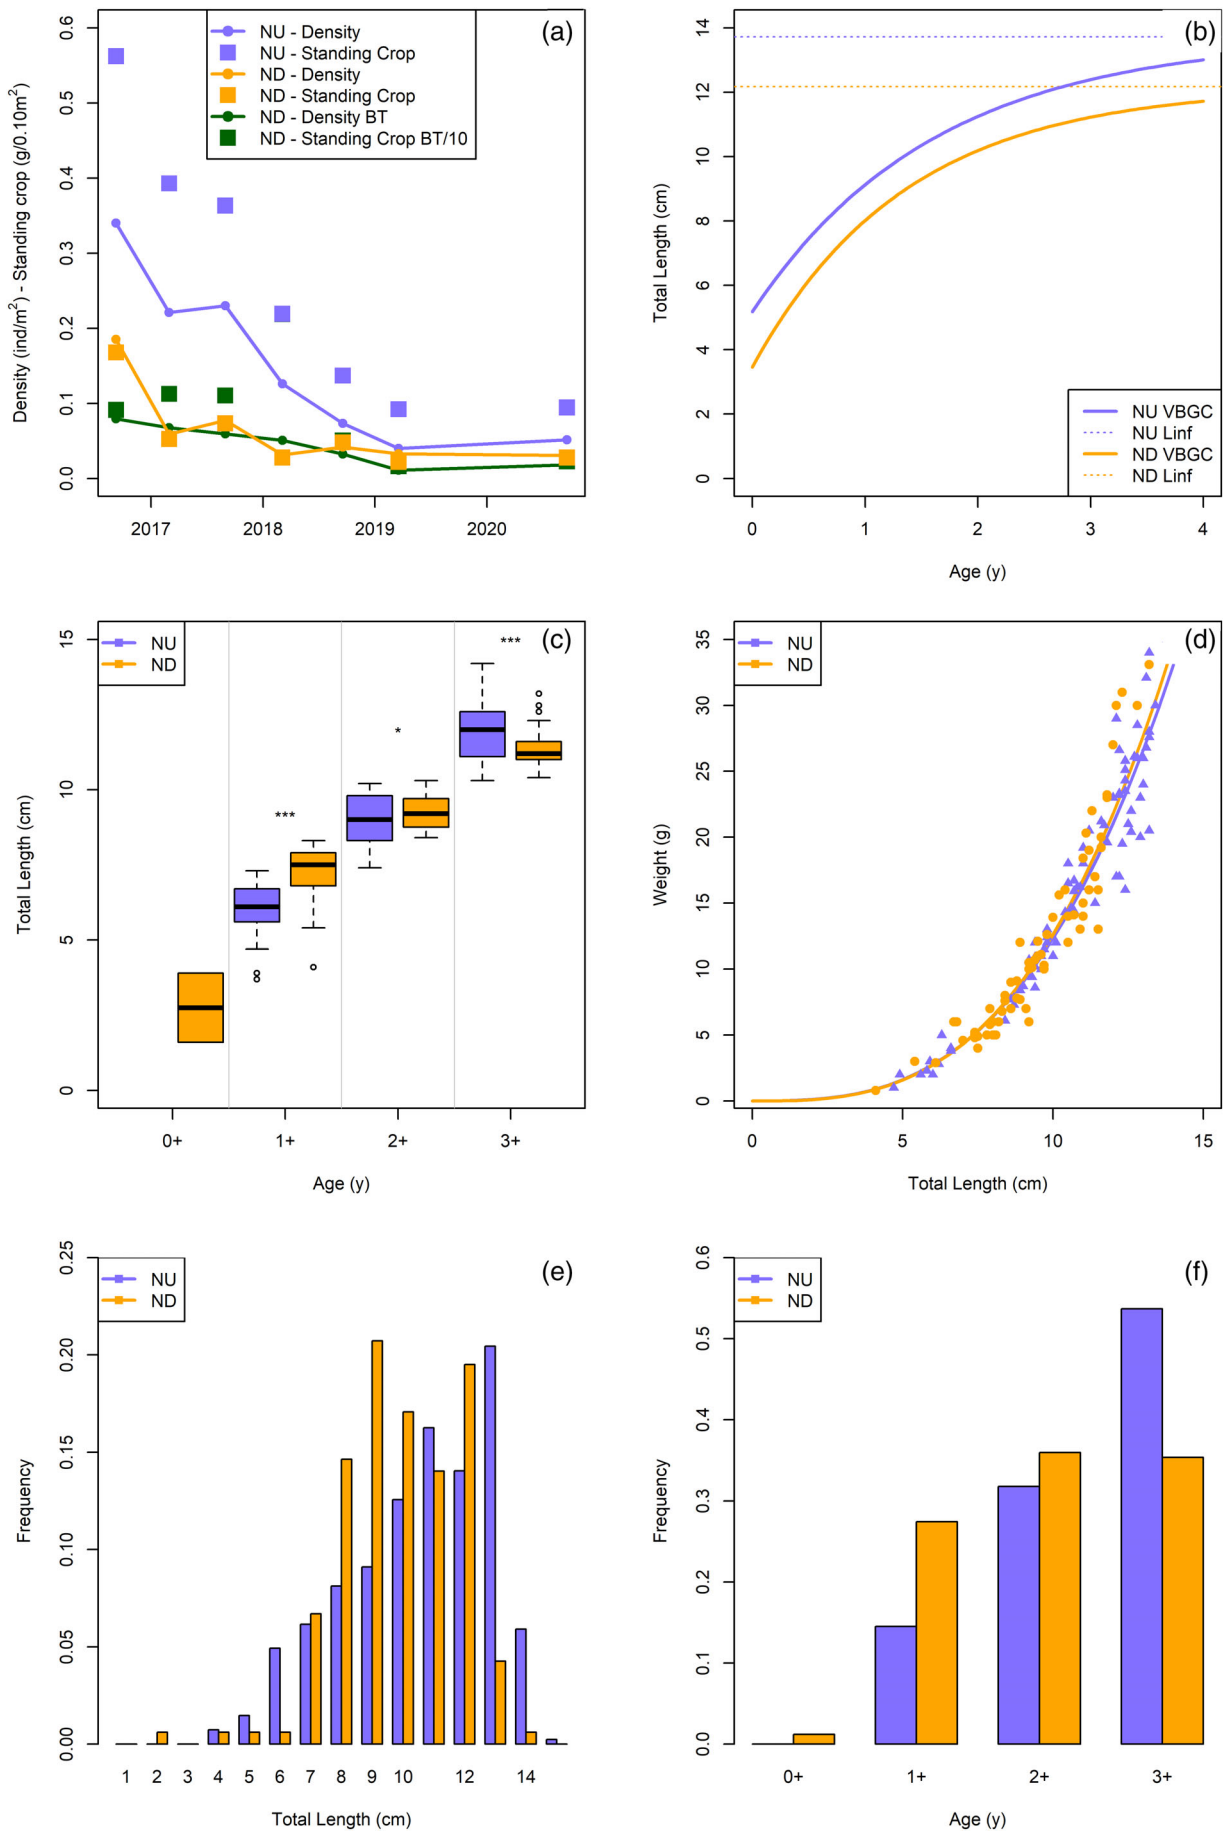 (a)
NU - Density
NU - Standing Crop
ND - Density
ND - Standing Crop
ND - Density BT
ND - Standing Crop BT/10
Density (ind/m²) - Standing crop (g/0.10m²)
0.6
0.5
0.4
0.3
0.2
0.1
0.0
2017 2018 2019 2020
(b)
Total Length (cm)
14
12
10
8
6
4
2
0
NU VBGC
NU Linf
ND VBGC
ND Linf
0 1 2 3 4
Age (y)
(c)
NU
ND
Total Length (cm)
15
10
5
0
***
*
***
0+ 1+ 2+ 3+
Age (y)
(d)
NU
ND
Weight (g)
35
30
25
20
15
10
5
0
0 5 10 15
Total Length (cm)
(e)
NU
ND
Frequency
0.25
0.20
0.15
0.10
0.05
0.00
1 2 3 4 5 6 7 8 9 10 12 14
Total Length (cm)
(f)
NU
ND
Frequency
0.6
0.5
0.4
0.3
0.2
0.1
0.0
0+ 1+ 2+ 3+
Age (y)